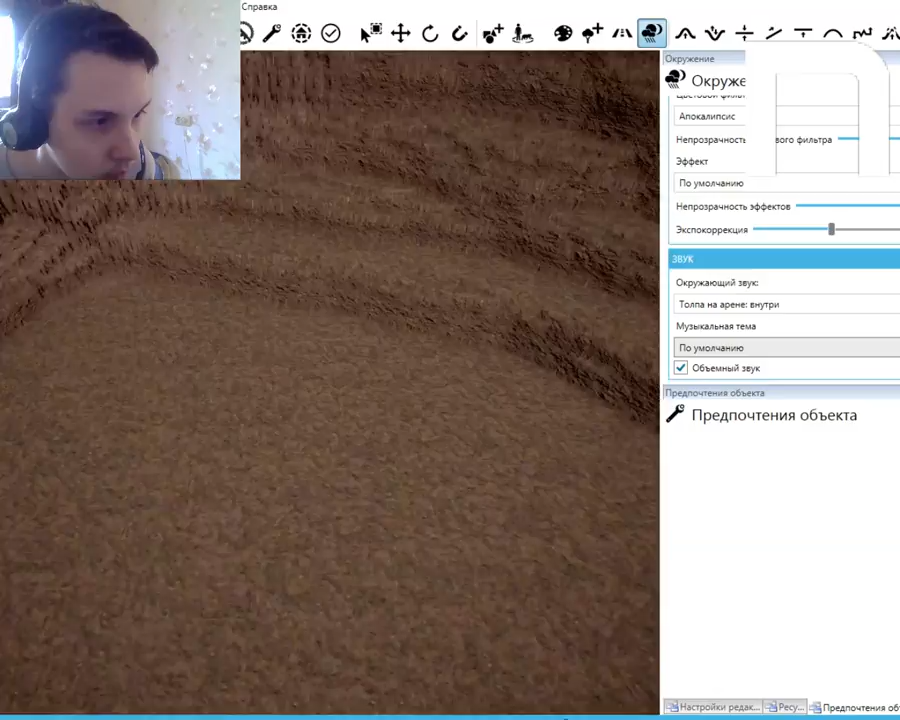 Справка
Окружение
Окруже
Апокалипсис
Непрозрачность вого фильтра
Эффект
По умолчанию
Непрозрачность эффектов
Экспокоррекция
ЗВУК
Окружающий звук:
Толпа на арене: внутри
Музыкальная тема
По умолчанию
Объемный звук
Предпочтения объекта
Предпочтения объекта
Настройки редак... Ресу... Предпочтения об